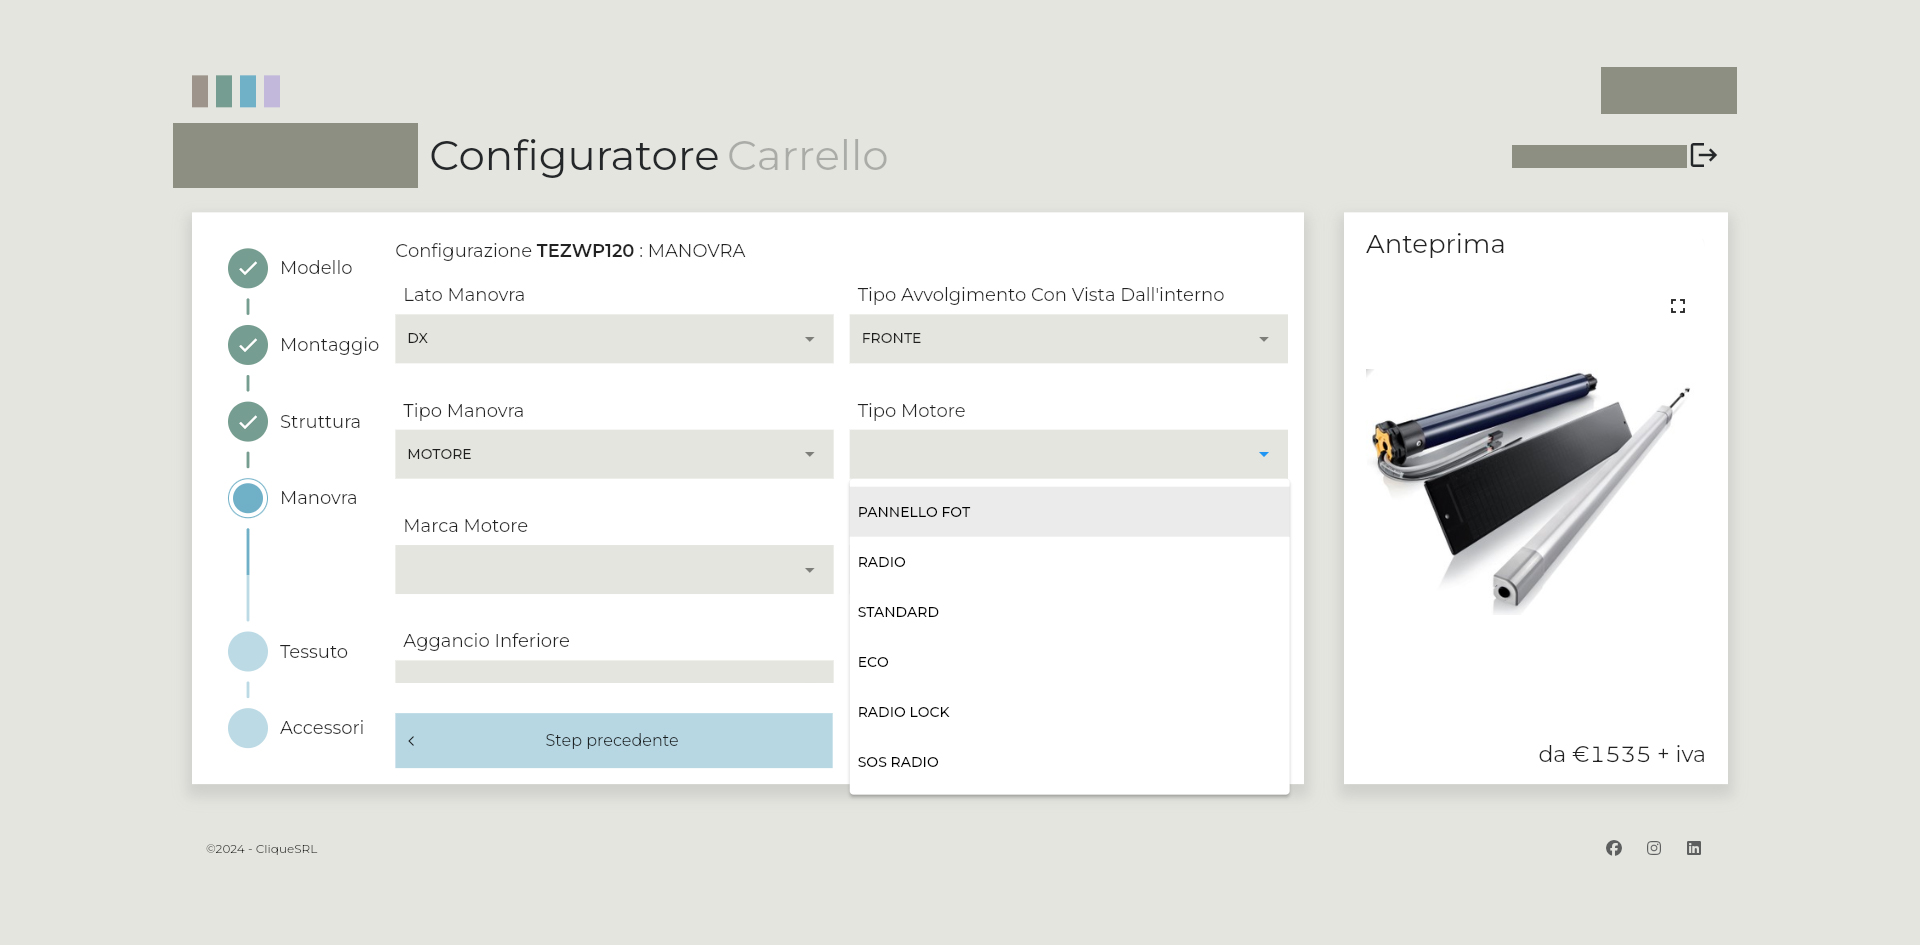 Configuratore Carrello
Modello
Montaggio
Struttura
Manovra
Tessuto
Accessori
Configurazione TEZWP120 : MANOVRA
Lato Manovra
DX
Tipo Avvolgimento Con Vista Dall'interno
FRONTE
Tipo Manovra
MOTORE
Tipo Motore
PANNELLO FOT
RADIO
STANDARD
ECO
RADIO LOCK
SOS RADIO
Marca Motore
Aggancio Inferiore
Step precedente
Anteprima
da €1535 + iva
©2024 - CliqueSRL